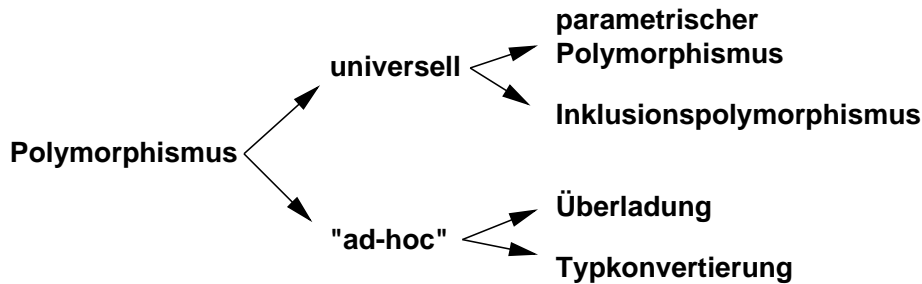 parametrischer
Polymorphismus
universell
Inklusionspolymorphismus
Polymorphismus
Überladung
"ad-hoc"
Typkonvertierung